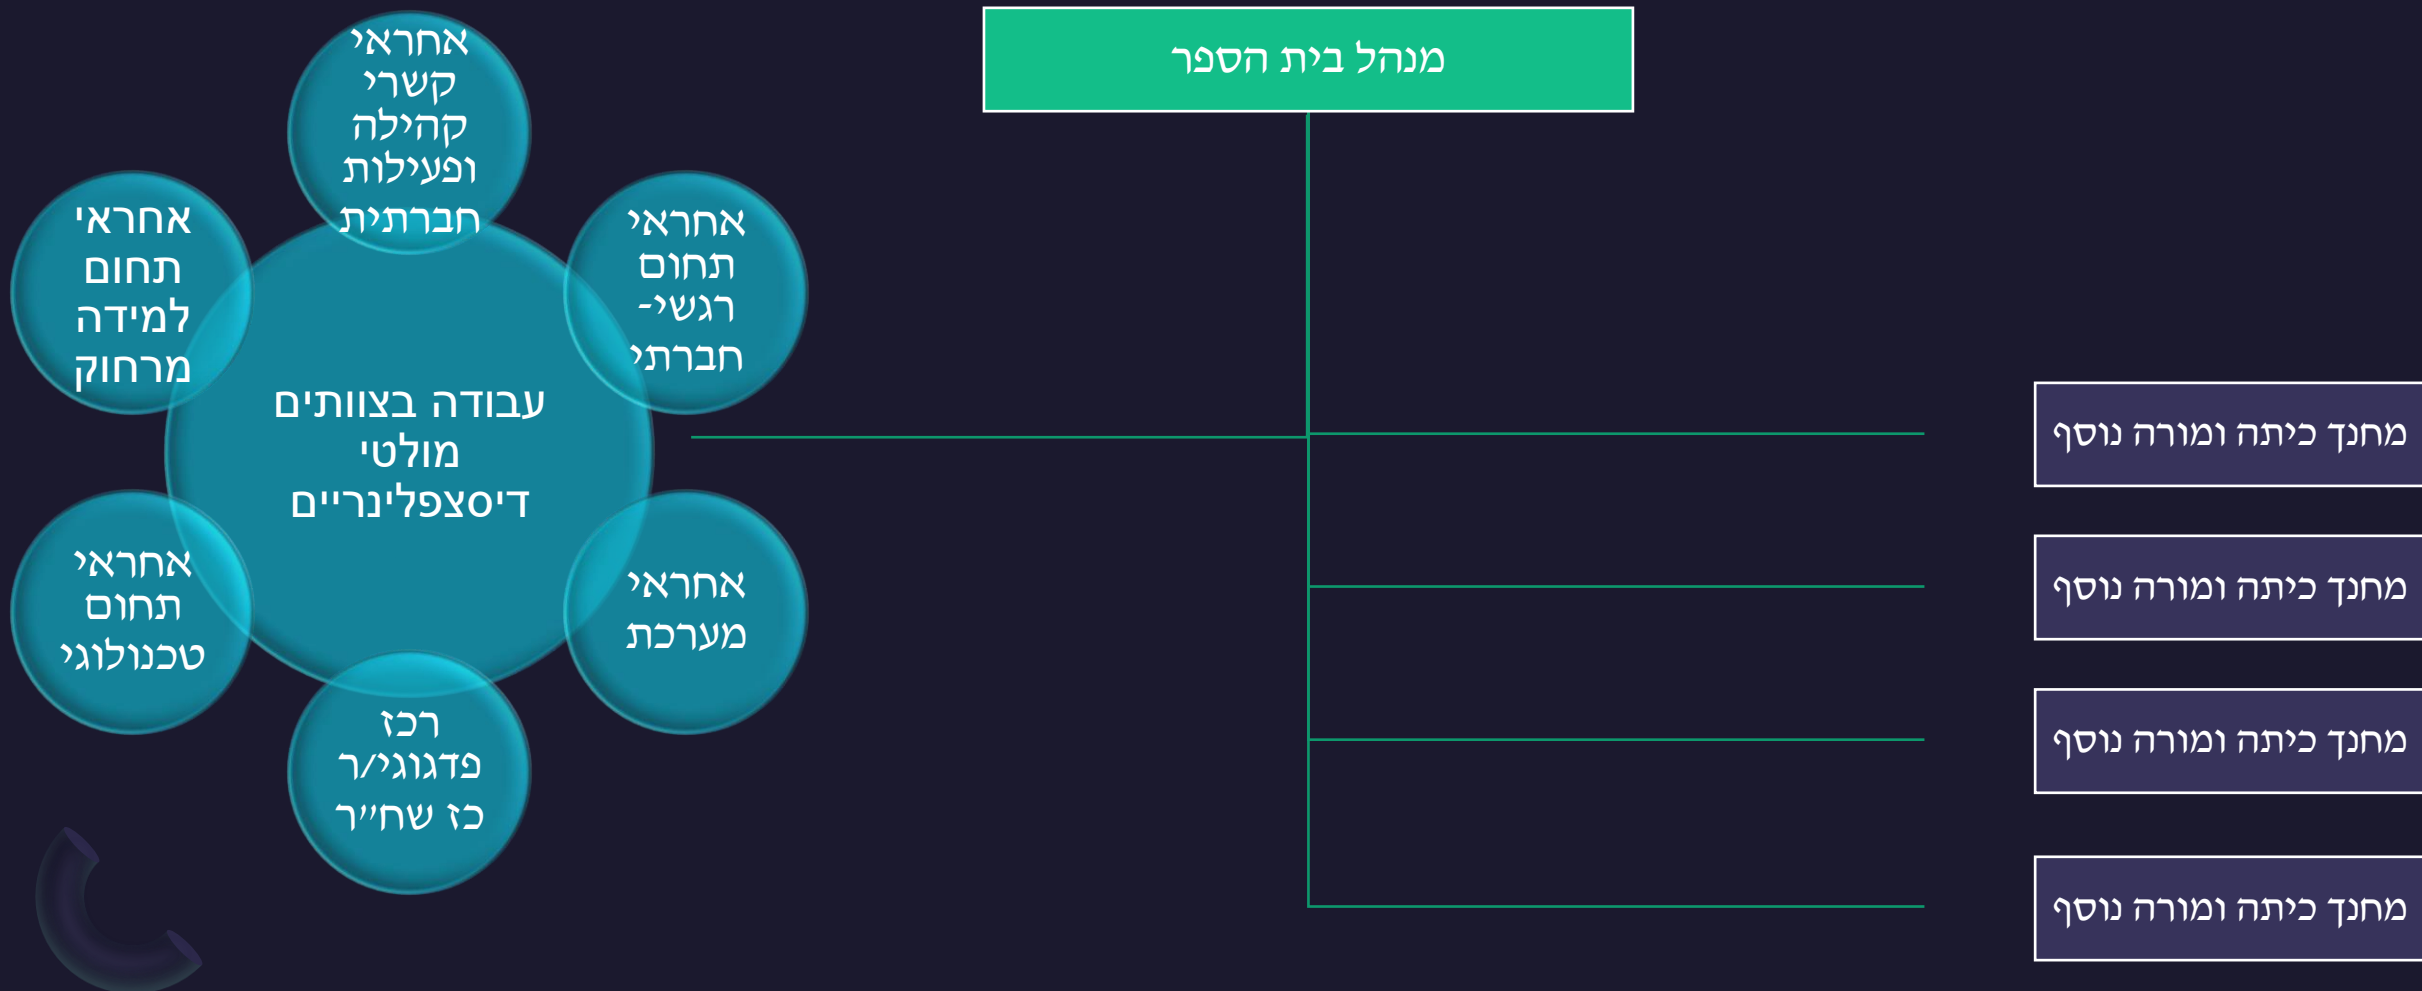 מנהל בית הספר
אחראי
קשרי
קהילה
ופעילות
חברתית
אחראי
תחום
רגשי-
חברתי
אחראי
מערכת
רכז
פדגוגי/ר
כז שח״ר
אחראי
תחום
טכנולוגי
אחראי
תחום
למידה
מרחוק
עבודה בצוותים
מולטי
דיסצפלינריים
מחנך כיתה ומורה נוסף
מחנך כיתה ומורה נוסף
מחנך כיתה ומורה נוסף
מחנך כיתה ומורה נוסף